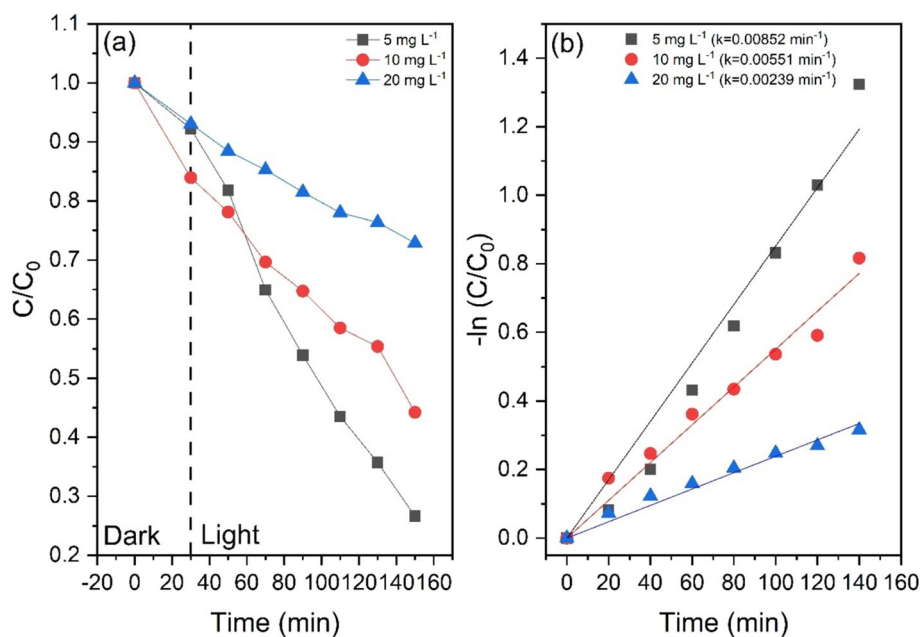 (a)
5 mg L⁻¹
10 mg L⁻¹
20 mg L⁻¹
1.1
1.0
0.9
0.8
0.7
0.6
0.5
0.4
0.3
0.2
C/C₀
Dark
Light
-20 0 20 40 60 80 100 120 140 160
Time (min)
(b)
5 mg L⁻¹ (k=0.00852 min⁻¹)
10 mg L⁻¹ (k=0.00551 min⁻¹)
20 mg L⁻¹ (k=0.00239 min⁻¹)
1.4
1.2
1.0
0.8
0.6
0.4
0.2
0.0
-ln (C/C₀)
0 20 40 60 80 100 120 140 160
Time (min)